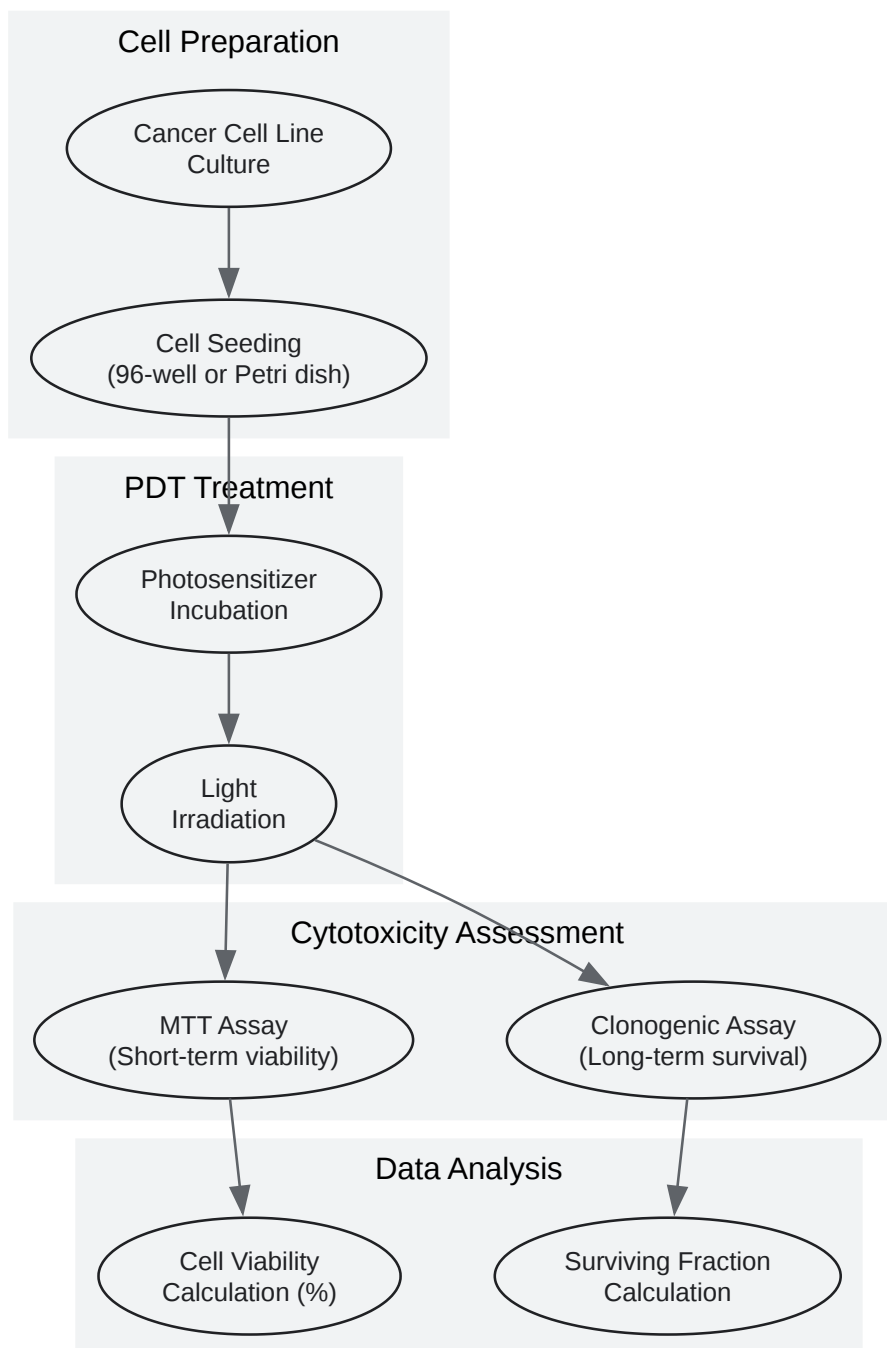 Cell Preparation
Cancer Cell Line
Culture
Cell Seeding
(96-well or Petri dish)
PDT Treatment
Photosensitizer
Incubation
Light
Irradiation
Cytotoxicity Assessment
MTT Assay
(Short-term viability)
Clonogenic Assay
(Long-term survival)
Data Analysis
Cell Viability
Calculation (%)
Surviving Fraction
Calculation